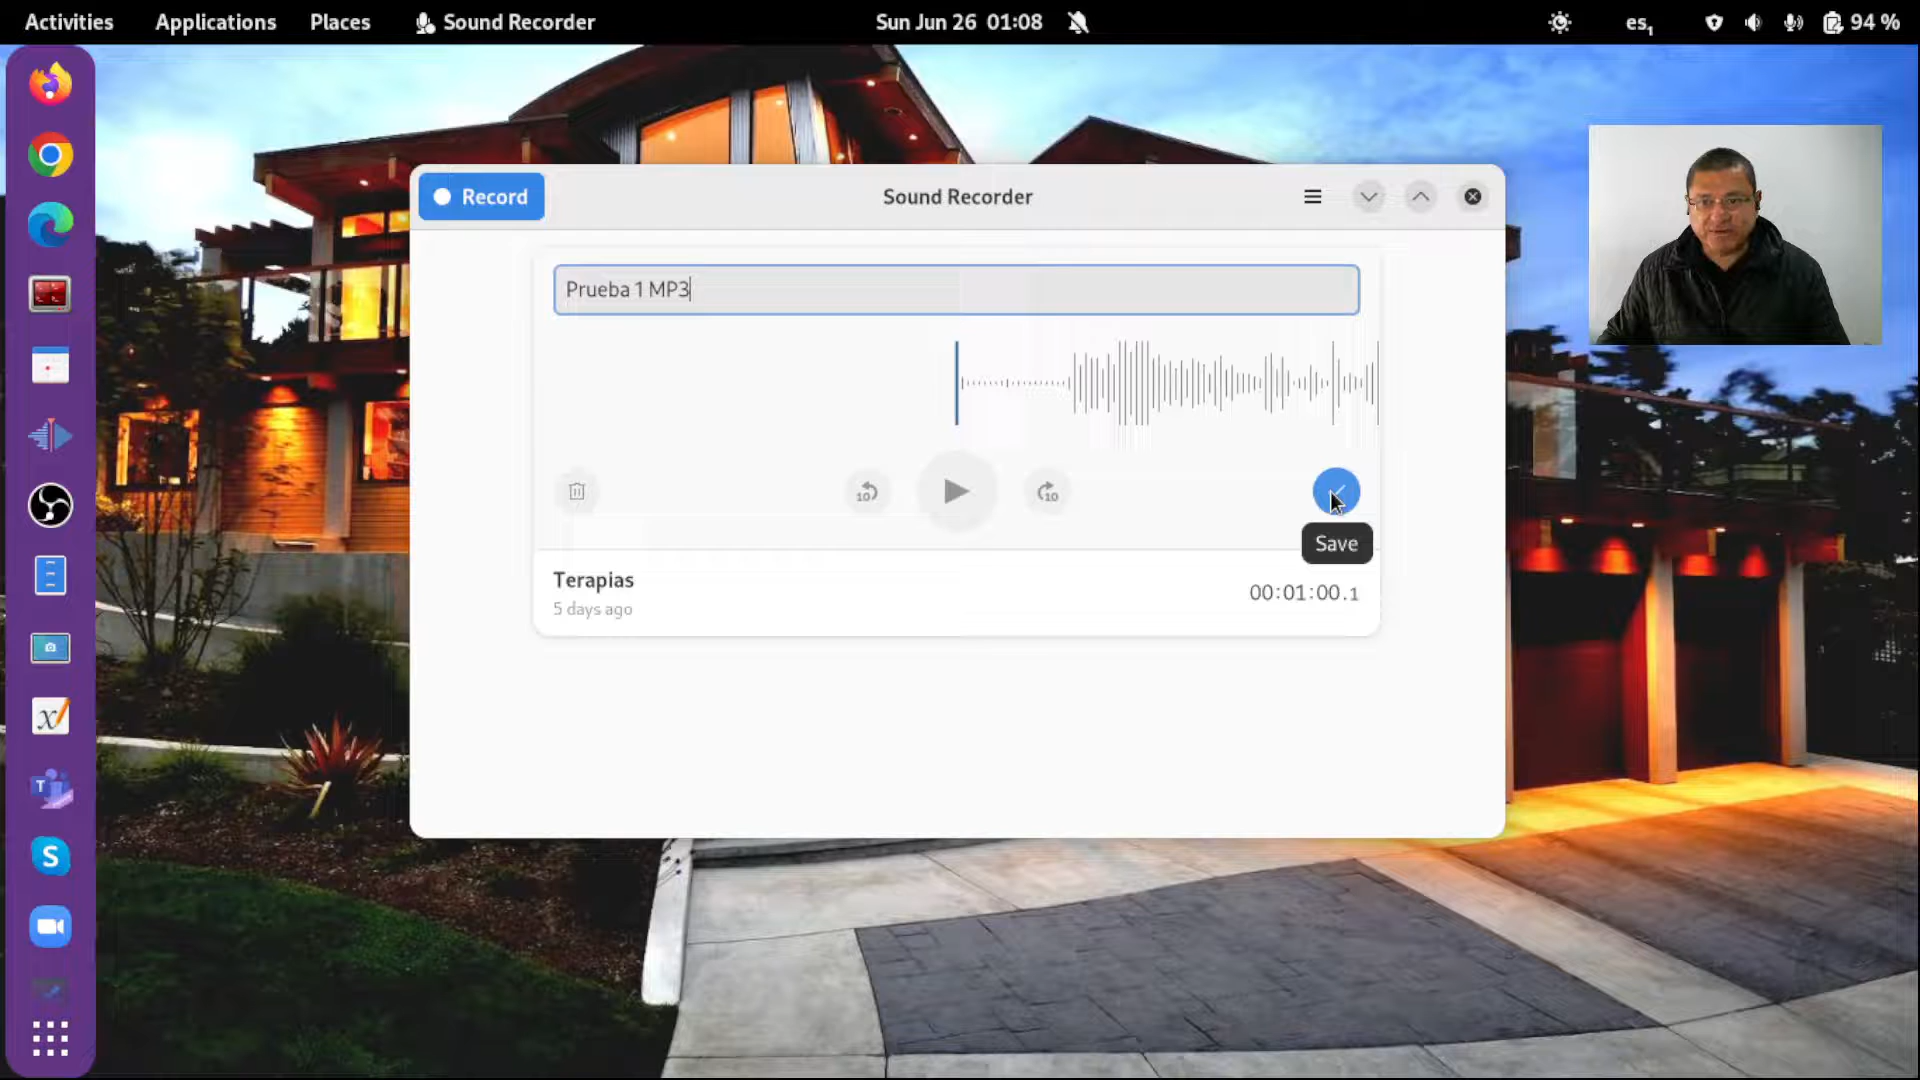 Activities Applications Places Sound Recorder Sun Jun 26 01:08 es1 94 %
Record Sound Recorder
Prueba 1 MP3
10 10
Save
Terapias
5 days ago 00:01:00.1